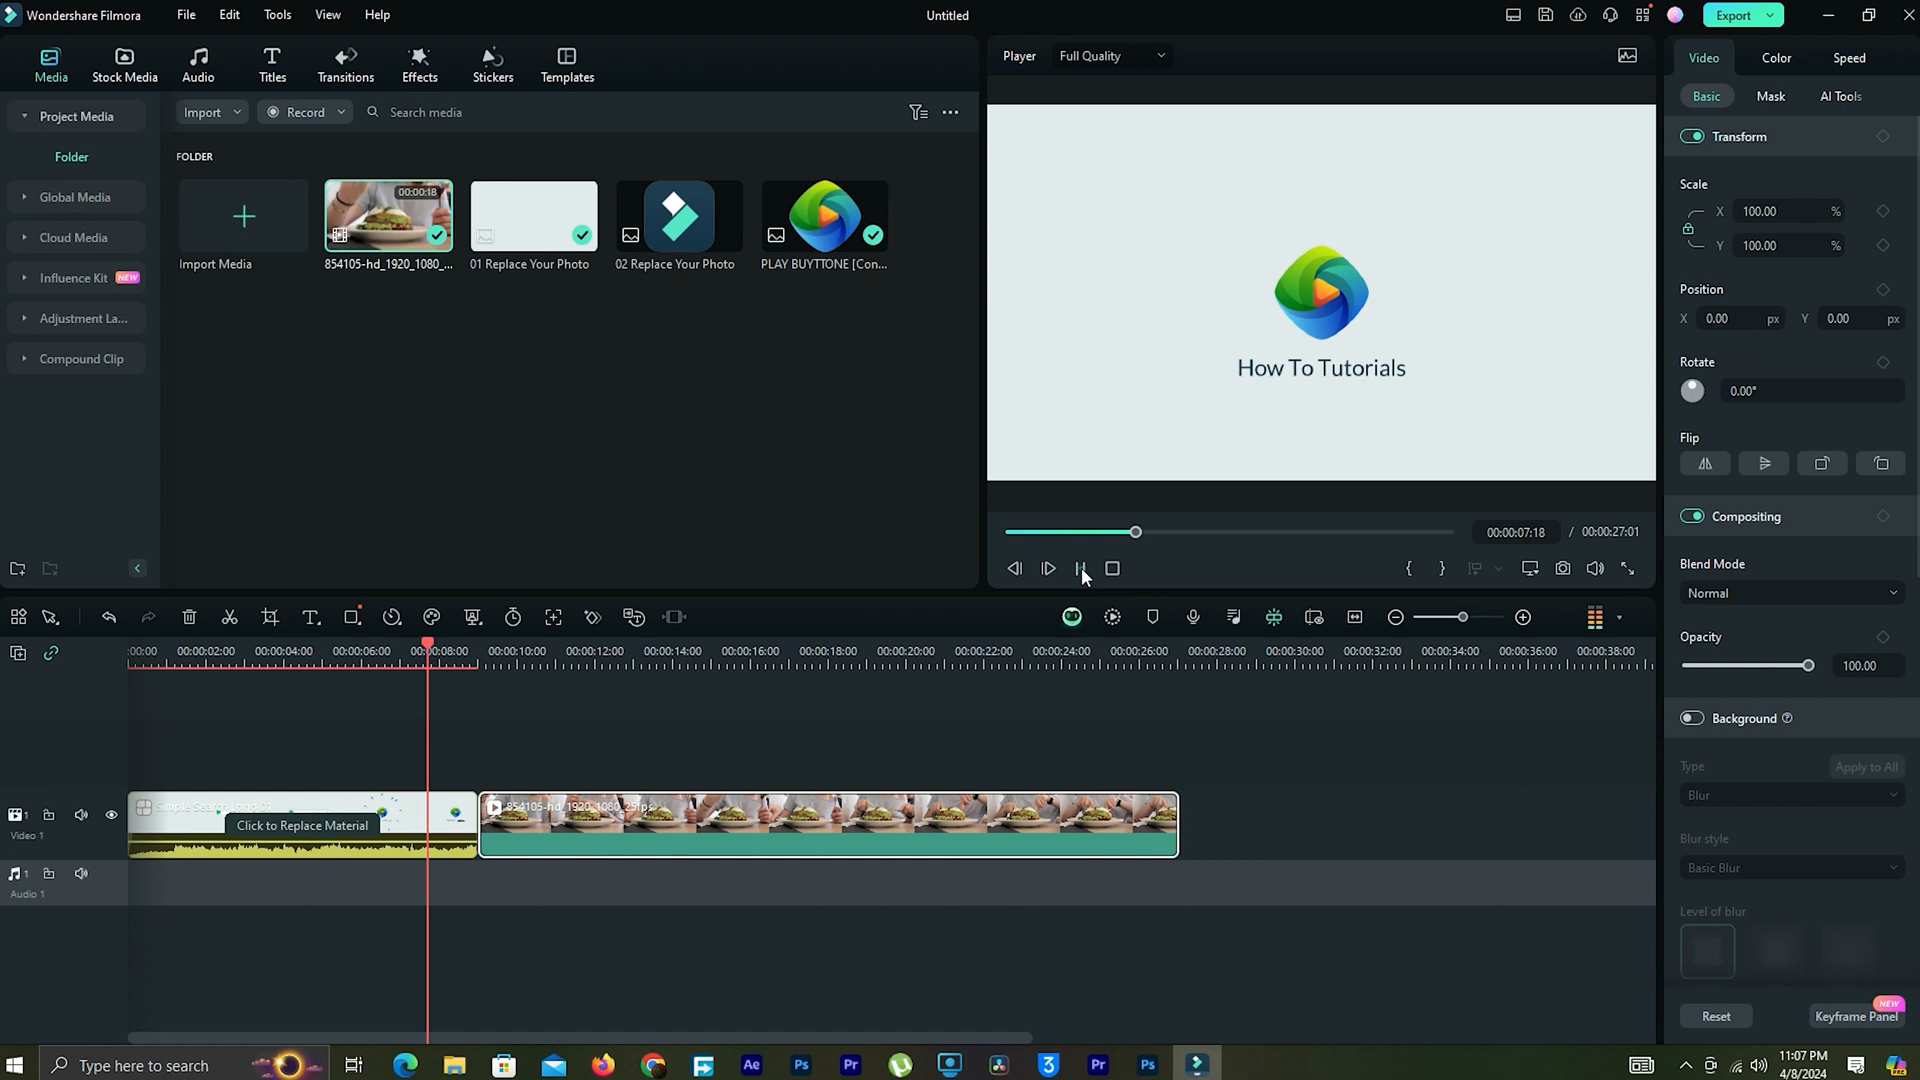 Wondershare Filmora
File Edit Tools View Help
Untitled
Export
Media Stock Media Audio Titles Transitions Effects Stickers Templates
Player Full Quality
Video Color Speed
Basic Mask AI Tools
Project Media
Import Record Search media
Folder
FOLDER
Global Media
Cloud Media
Influence Kit NEW
Adjustment La...
Compound Clip
00:00:18
Import Media
854105-hd_1920_1080_...
01 Replace Your Photo
02 Replace Your Photo
PLAY BUYTTONE [Con...
How To Tutorials
00:00:07:18 / 00:00:27:01
Transform
Scale
X 100.00 %
Y 100.00 %
Position
X 0.00 px Y 0.00 px
Rotate
0.00°
Flip
Compositing
Blend Mode
Normal
Opacity
100.00
Background
Type Apply to All
Blur
Blur style
Basic Blur
Level of blur
NEW
Reset Keyframe Panel
:00:00 00:00:02:00 00:00:04:00 00:00:06:00 00:00:08:00 00:00:10:00 00:00:12:00 00:00:14:00 00:00:16:00 00:00:18:00 00:00:20:00 00:00:22:00 00:00:24:00 00:00:26:00 00:00:28:00 00:00:30:00 00:00:32:00 00:00:34:00 00:00:36:00 00:00:38:00
1
Video 1
Click to Replace Material
854105-hd_1920_1080_25fps
1
Audio 1
Type here to search
Ae Ps Pr 3 Pr Ps
11:07 PM
4/8/2024
PRE